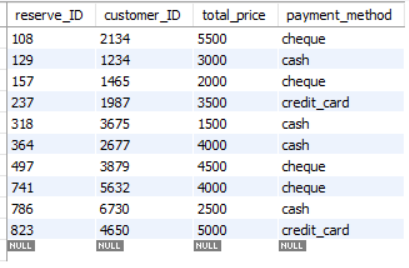 reserve_ID customer_ID total_price payment_method
108 2134 5500 cheque
129 1234 3000 cash
157 1465 2000 cheque
237 1987 3500 credit_card
318 3675 1500 cash
364 2677 4000 cash
497 3879 4500 cheque
741 5632 4000 cheque
786 6730 2500 cash
823 4650 5000 credit_card
NULL NULL NULL NULL